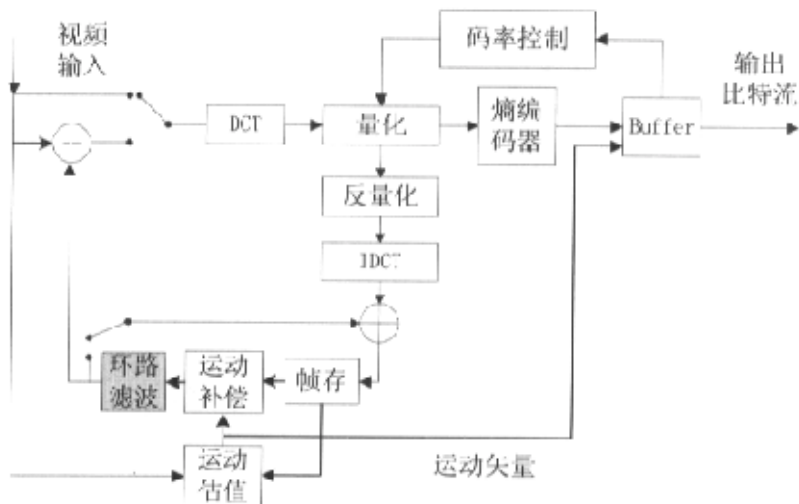 视频
输入
码率控制
输出
比特流
DCT
量化
熵编
码器
Buffer
反量化
IDCT
环路
滤波
运动
补偿
帧存
运动
估值
运动矢量